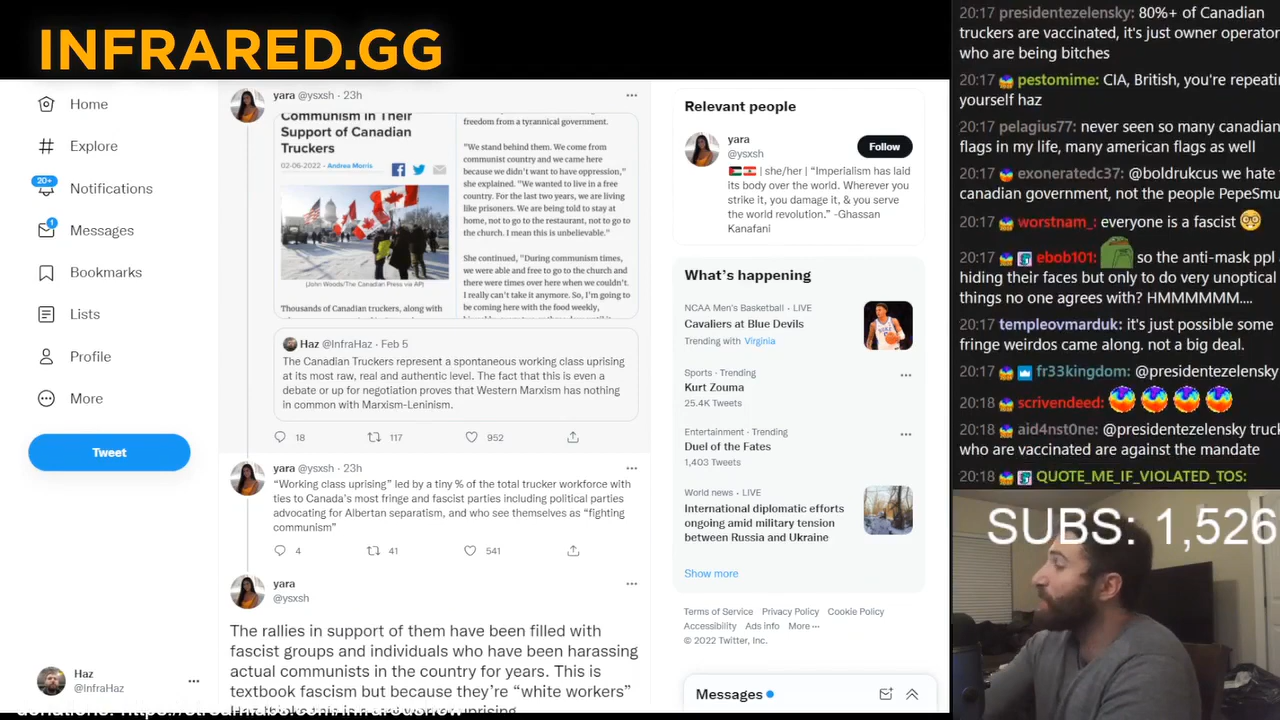 INFRARED.GG
Home
Explore
20+
Notifications
1
Messages
Bookmarks
Lists
Profile
More
Tweet
Haz
@InfraHaz
yara @ysxsh · 23h
Communism in Their
Support of Canadian
Truckers
02-06-2022 - Andrea Morris
[John Woods/The Canadian Press via AP]
Thousands of Canadian truckers, along with
freedom from a tyrannical government.
"We stand behind them. We come from
communist country and we came here
because we didn't want to have oppression,"
she explained. "We wanted to live in a free
country. For the last two years, we are living
like prisoners. We are being told to stay at
home, not to go to the restaurant, not to go to
the church. I mean this is unbelievable."
She continued, "During communism times,
we were able and free to go to the church and
there were times over here when we couldn't.
I really can't take it anymore. So, I'm going to
be coming here with the food weekly,
Haz @InfraHaz · Feb 5
The Canadian Truckers represent a spontaneous working class uprising
at its most raw, real and authentic level. The fact that this is even a
debate or up for negotiation proves that Western Marxism has nothing
in common with Marxism-Leninism.
18 117 952
yara @ysxsh · 23h
“Working class uprising” led by a tiny % of the total trucker workforce with
ties to Canada’s most fringe and fascist parties including political parties
advocating for Albertan separatism, and who see themselves as “fighting
communism”
4 41 541
yara
@ysxsh
The rallies in support of them have been filled with
fascist groups and individuals who have been harassing
actual communists in the country for years. This is
textbook fascism but because they’re “white workers”
Relevant people
yara
@ysxsh
Follow
| she/her | “Imperialism has laid
its body over the world. Wherever you
strike it, you damage it, & you serve
the world revolution.” -Ghassan
Kanafani
What’s happening
NCAA Men's Basketball · LIVE
Cavaliers at Blue Devils
Trending with Virginia
Sports · Trending
Kurt Zouma
25.4K Tweets
Entertainment · Trending
Duel of the Fates
1,403 Tweets
World news · LIVE
International diplomatic efforts
ongoing amid military tension
between Russia and Ukraine
Show more
Terms of Service Privacy Policy Cookie Policy
Accessibility Ads info More
© 2022 Twitter, Inc.
Messages
20:17 presidentezelensky: 80%+ of Canadian
truckers are vaccinated, it's just owner operator
who are being bitches
20:17 pestomime: CIA, British, you're repeati
yourself haz
20:17 pelagius77: never seen so many canadian
flags in my life, many american flags as well
20:17 exoneratedc37: @boldrukcus we hate
Canadian government, not the people PepeSm
20:17 worstnam_: everyone is fascist
20:17 ebob101: so the anti-mask ppl
hiding their faces but only to do very unoptical
things no one agrees with? HMMMMMM....
20:17 templeovmarduk: it's just possible some
fringe weirdos came along. not a big deal.
20:17 fr33kingdom: @presidentezelensky
20:18 scrivendeed:
20:18 aid4nst0ne: @presidentezelensky truck
who are vaccinated are against the mandate
20:18 QUOTE_ME_IF_VIOLATED_TOS:
SUBS: 1,526